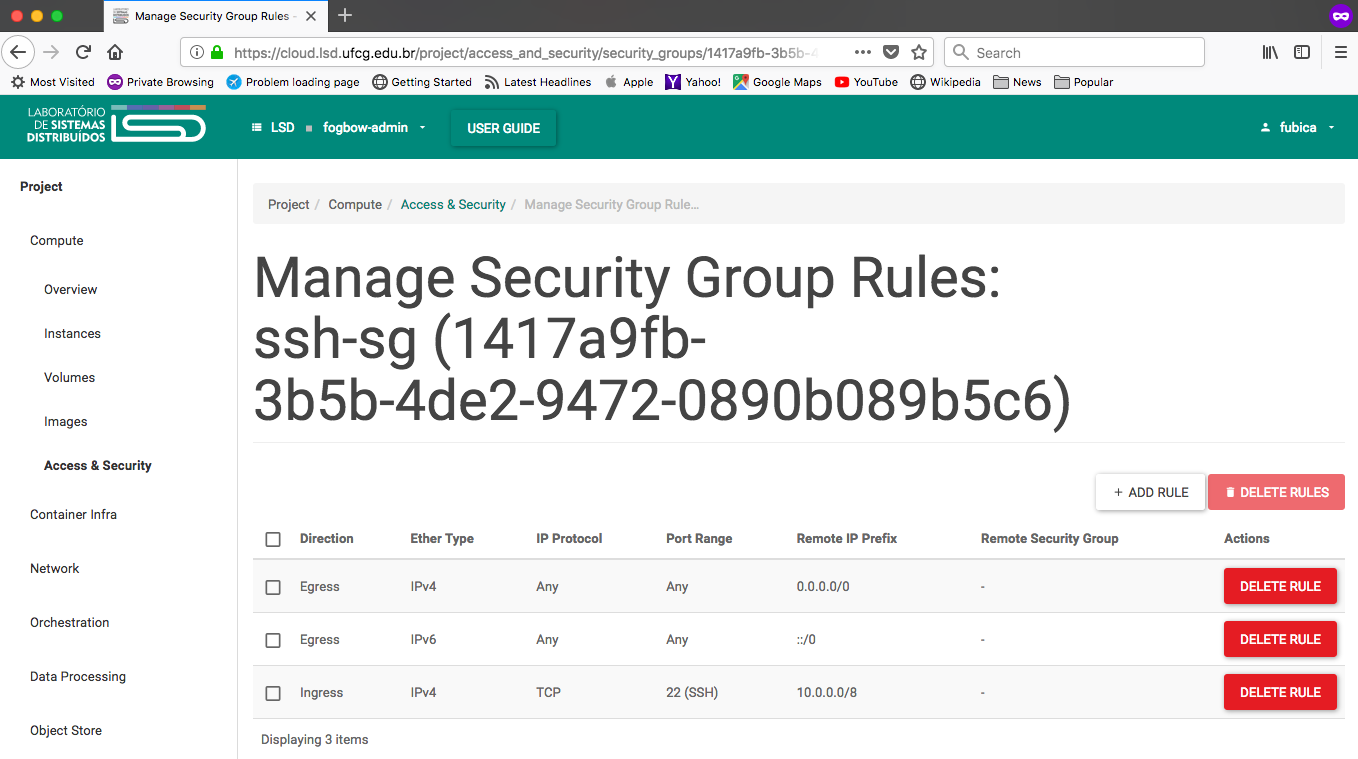 Manage Security Group Rules -
https://cloud.lsd.ufcg.edu.br/project/access_and_security/security_groups/1417a9fb-3b5b-4
Search
Most Visited Private Browsing Problem loading page Getting Started Latest Headlines Apple Yahoo! Google Maps YouTube Wikipedia News Popular
LABORATÓRIO
DE SISTEMAS
DISTRIBUÍDOS
LSD fogbow-admin USER GUIDE fubica
Project
Compute
Overview
Instances
Volumes
Images
Access & Security
Container Infra
Network
Orchestration
Data Processing
Object Store
Project / Compute / Access & Security / Manage Security Group Rule...
Manage Security Group Rules:
ssh-sg (1417a9fb-
3b5b-4de2-9472-0890b089b5c6)
+ ADD RULE DELETE RULES
Direction Ether Type IP Protocol Port Range Remote IP Prefix Remote Security Group Actions
Egress IPv4 Any Any 0.0.0.0/0 - DELETE RULE
Egress IPv6 Any Any ::/0 - DELETE RULE
Ingress IPv4 TCP 22 (SSH) 10.0.0.0/8 - DELETE RULE
Displaying 3 items